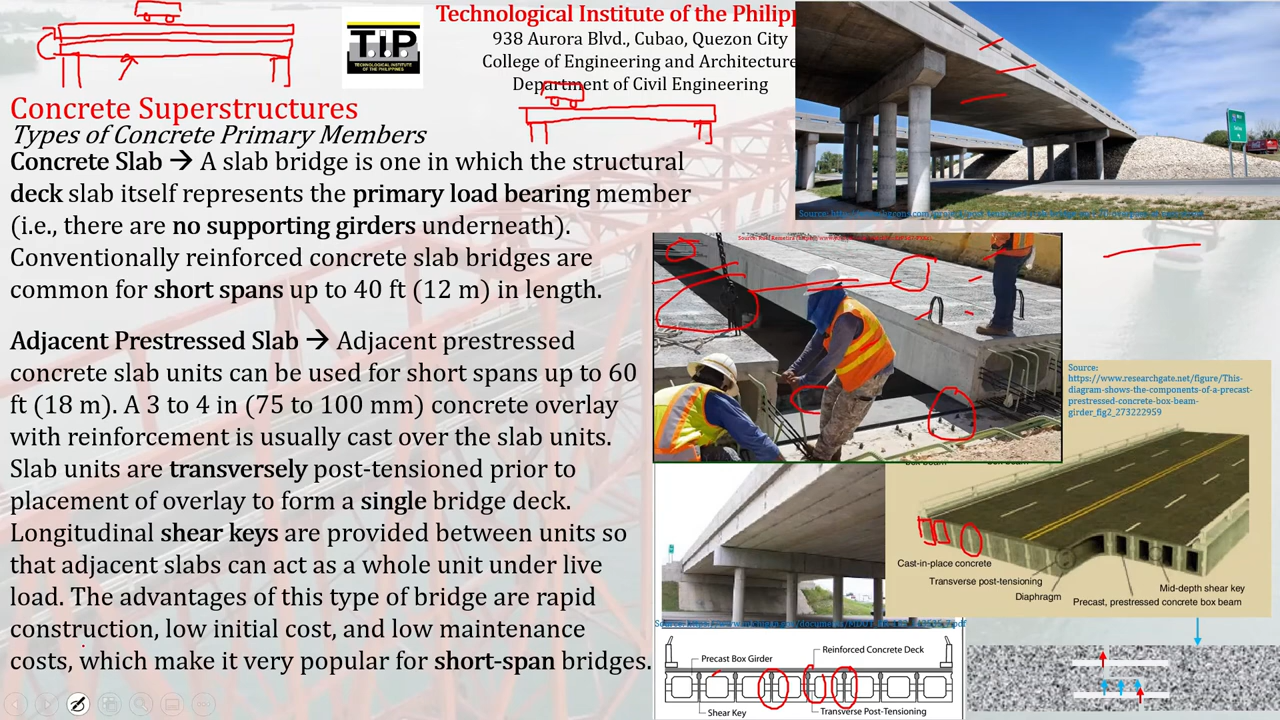 Technological Institute of the Philipp
938 Aurora Blvd., Cubao, Quezon City
College of Engineering and Architecture
Department of Civil Engineering
TIP
TECHNOLOGICAL INSTITUTE
OF THE PHILIPPINES
Concrete Superstructures
Types of Concrete Primary Members
Concrete Slab → A slab bridge is one in which the structural
deck slab itself represents the primary load bearing member
(i.e., there are no supporting girders underneath).
Conventionally reinforced concrete slab bridges are
common for short spans up to 40 ft (12 m) in length.
Adjacent Prestressed Slab → Adjacent prestressed
concrete slab units can be used for short spans up to 60
ft (18 m). A 3 to 4 in (75 to 100 mm) concrete overlay
with reinforcement is usually cast over the slab units.
Slab units are transversely post-tensioned prior to
placement of overlay to form a single bridge deck.
Longitudinal shear keys are provided between units so
that adjacent slabs can act as a whole unit under live
load. The advantages of this type of bridge are rapid
construction, low initial cost, and low maintenance
costs, which make it very popular for short-span bridges.
Source:
https://www.researchgate.net/figure/This-
diagram-shows-the-components-of-a-precast-
prestressed-concrete-box-beam-
girder_fig2_273222959
Cast-in-place concrete
Transverse post-tensioning
Diaphragm
Mid-depth shear key
Precast, prestressed concrete box beam
Precast Box Girder
Reinforced Concrete Deck
Shear Key
Transverse Post-Tensioning